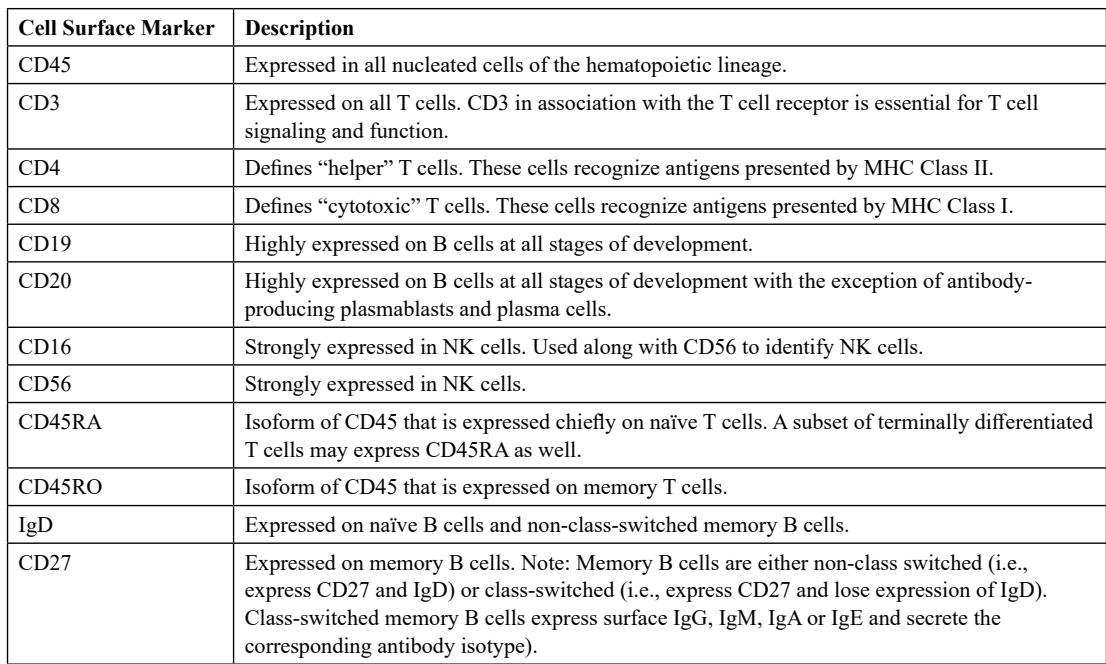 Cell Surface Marker Description
CD45 Expressed in all nucleated cells of the hematopoietic lineage.
CD3 Expressed on all T cells. CD3 in association with the T cell receptor is essential for T cell
signaling and function.
CD4 Defines “helper” T cells. These cells recognize antigens presented by MHC Class II.
CD8 Defines “cytotoxic” T cells. These cells recognize antigens presented by MHC Class I.
CD19 Highly expressed on B cells at all stages of development.
CD20 Highly expressed on B cells at all stages of development with the exception of antibody-
producing plasmablasts and plasma cells.
CD16 Strongly expressed in NK cells. Used along with CD56 to identify NK cells.
CD56 Strongly expressed in NK cells.
CD45RA Isoform of CD45 that is expressed chiefly on naïve T cells. A subset of terminally differentiated
T cells may express CD45RA as well.
CD45RO Isoform of CD45 that is expressed on memory T cells.
IgD Expressed on naïve B cells and non-class-switched memory B cells.
CD27 Expressed on memory B cells. Note: Memory B cells are either non-class switched (i.e.,
express CD27 and IgD) or class-switched (i.e., express CD27 and lose expression of IgD).
Class-switched memory B cells express surface IgG, IgM, IgA or IgE and secrete the
corresponding antibody isotype).